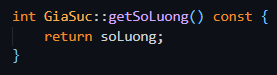 int GiaSuc::getSoLuong() const {
    return soLuong;
}